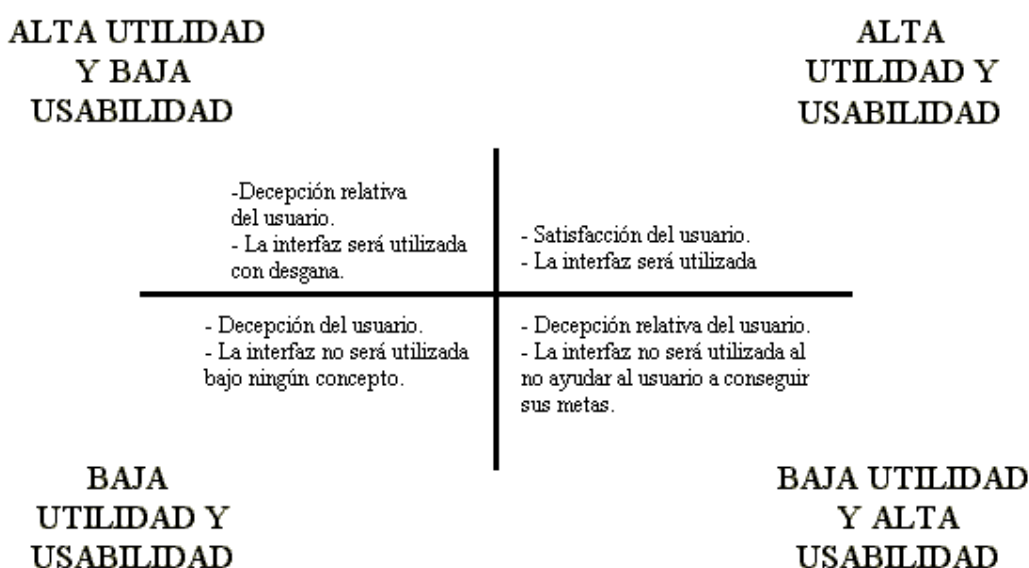 ALTA UTILIDAD
Y BAJA
USABILIDAD
ALTA
UTILIDAD Y
USABILIDAD
-Decepción relativa
del usuario.
- La interfaz será utilizada
con desgana.
- Satisfacción del usuario.
- La interfaz será utilizada
- Decepción del usuario.
- La interfaz no será utilizada
bajo ningún concepto.
- Decepción relativa del usuario.
- La interfaz no será utilizada al
no ayudar al usuario a conseguir
sus metas.
BAJA
UTILIDAD Y
USABILIDAD
BAJA UTILIDAD
Y ALTA
USABILIDAD